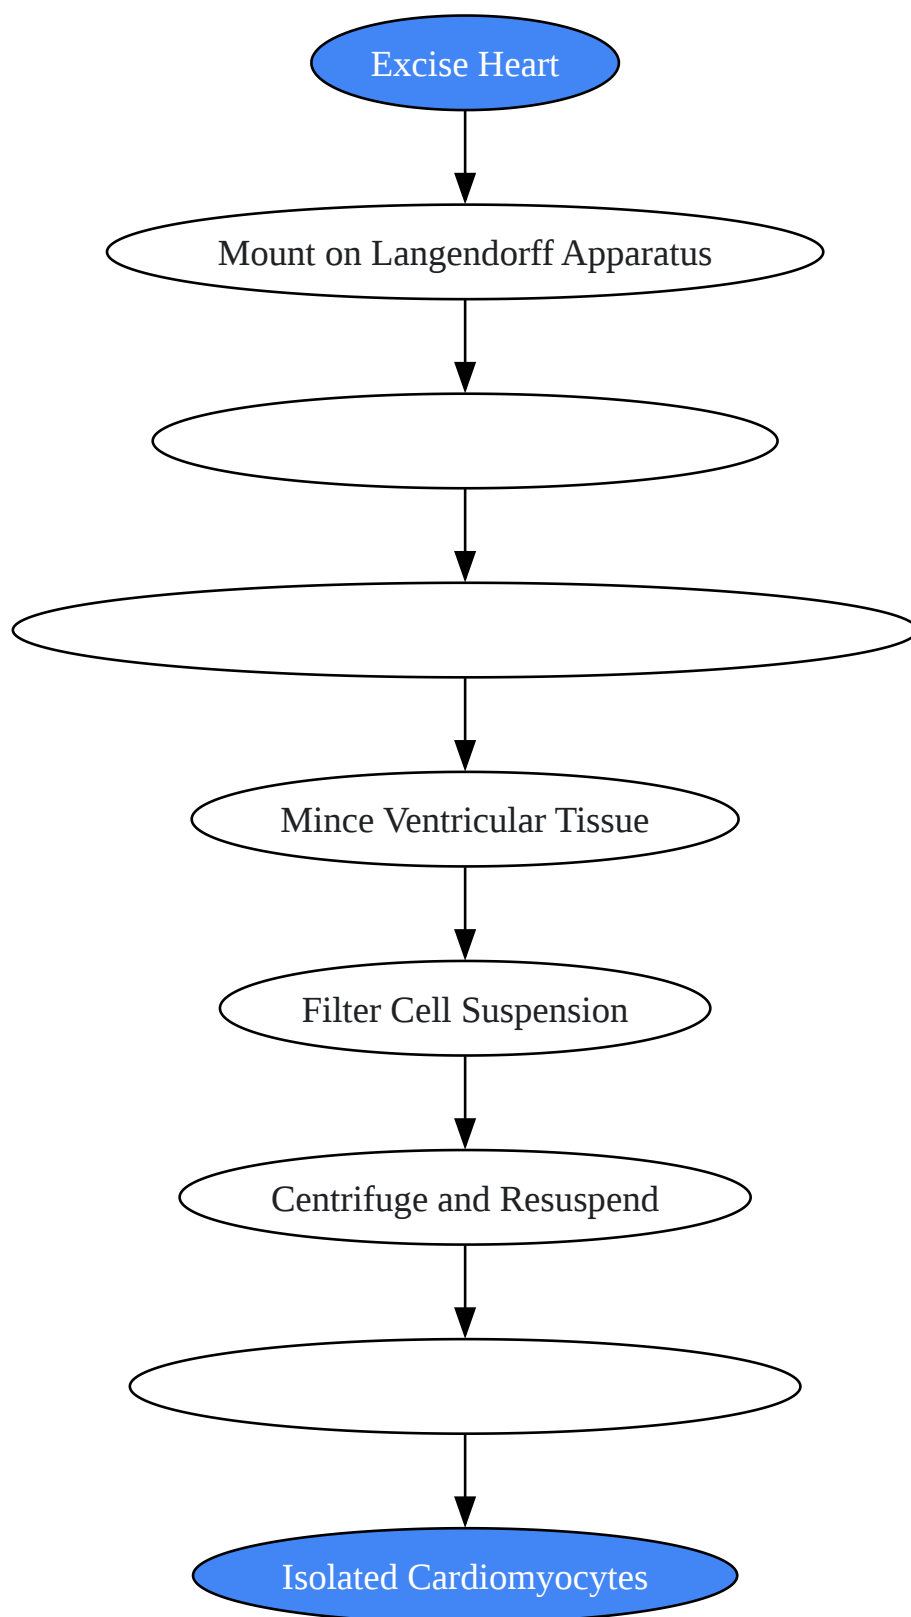 Excise Heart
Mount on Langendorff Apparatus
Mince Ventricular Tissue
Filter Cell Suspension
Centrifuge and Resuspend
Isolated Cardiomyocytes